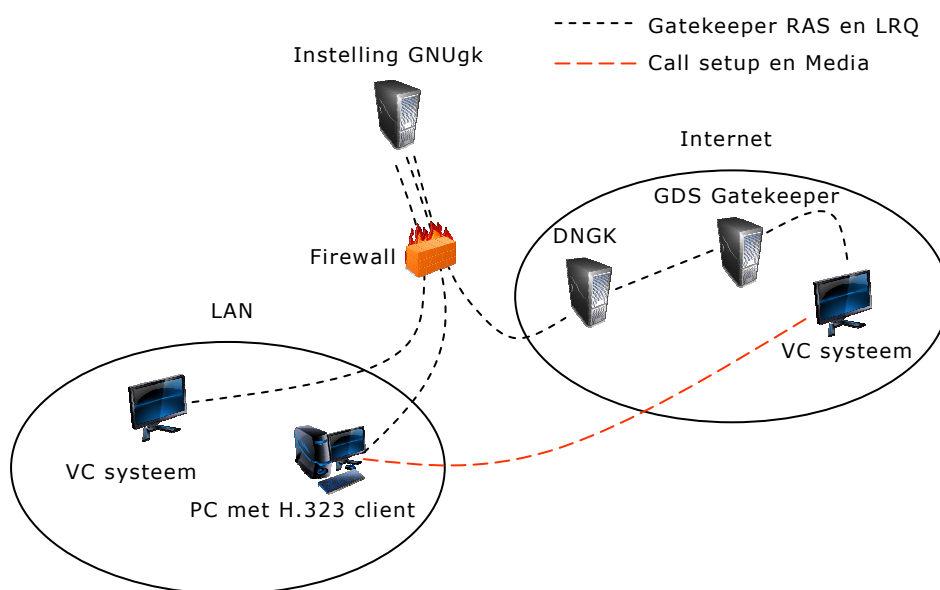 Gatekeeper RAS en LRQ
Instelling GNUgk
Call setup en Media
Internet
GDS Gatekeeper
DNGK
Firewall
LAN
VC systeem
VC systeem
PC met H.323 client